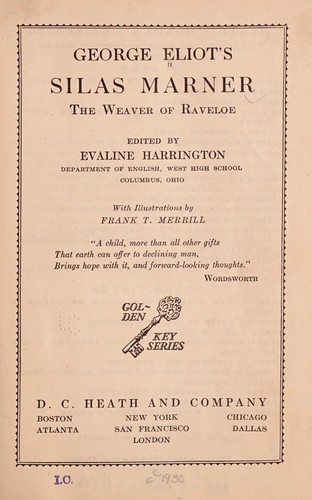 GEORGE ELIOT'S
SILAS MARNER
THE WEAVER OF RAVELOE
EDITED BY
EVALINE HARRINGTON
DEPARTMENT OF ENGLISH, WEST HIGH SCHOOL
COLUMBUS, OHIO
With Illustrations by
FRANK T. MERRILL
"A child, more than all other gifts
That earth can offer to declining man,
Brings hope with it, and forward-looking thoughts."
WORDSWORTH
GOL-
DEN
KEY
SERIES
D. C. HEATH AND COMPANY
BOSTON NEW YORK CHICAGO
ATLANTA SAN FRANCISCO DALLAS
LONDON
I.O. c1930